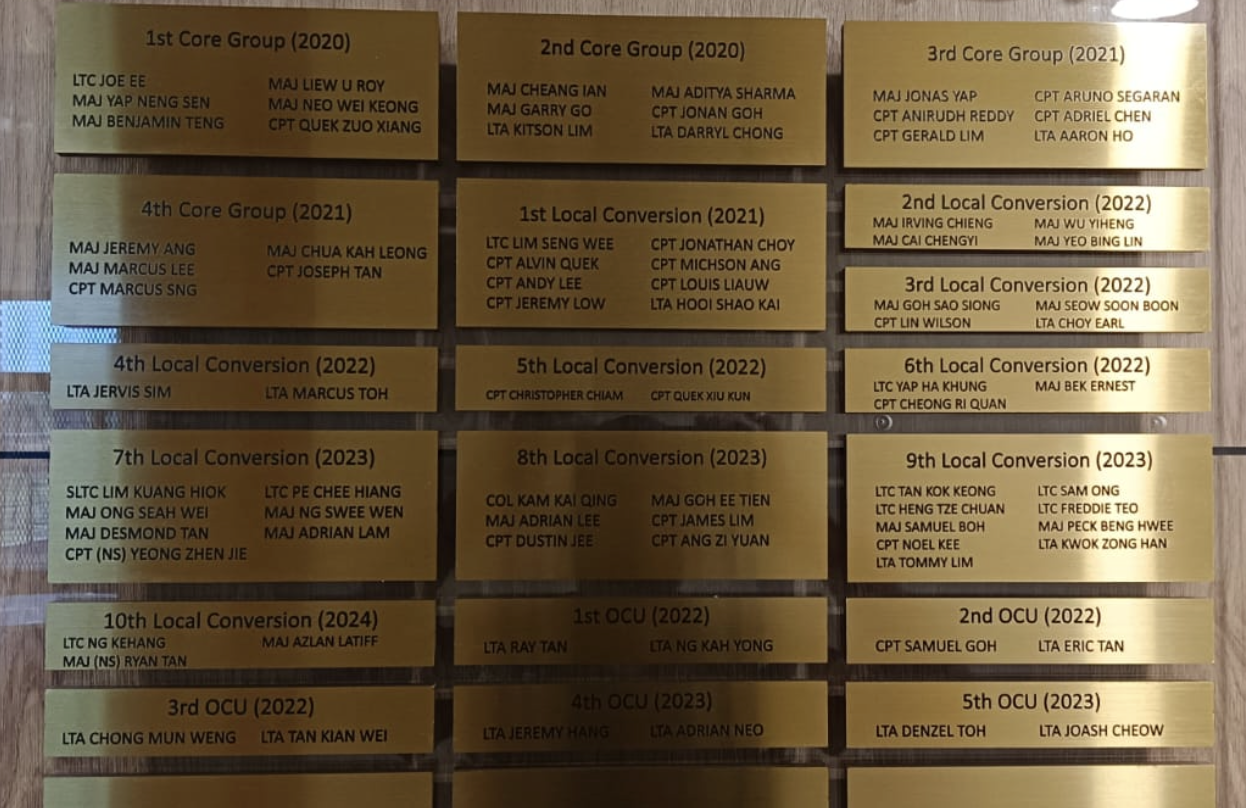 1st Core Group (2020)
LTC JOE EE MAJ LIEW U ROY
MAJ YAP NENG SEN MAJ NEO WEI KEONG
MAJ BENJAMIN TENG CPT QUEK ZUO XIANG
2nd Core Group (2020)
MAJ CHEANG IAN MAJ ADITYA SHARMA
MAJ GARRY GO CPT JONAN GOH
LTA KITSON LIM LTA DARRYL CHONG
3rd Core Group (2021)
MAJ JONAS YAP CPT ARUNO SEGARAN
CPT ANIRUDH REDDY CPT ADRIEL CHEN
CPT GERALD LIM LTA AARON HO
4th Core Group (2021)
MAJ JEREMY ANG MAJ CHUA KAH LEONG
MAJ MARCUS LEE CPT JOSEPH TAN
CPT MARCUS SNG
1st Local Conversion (2021)
LTC LIM SENG WEE CPT JONATHAN CHOY
CPT ALVIN QUEK CPT MICHSON ANG
CPT ANDY LEE CPT LOUIS LIAUW
CPT JEREMY LOW LTA HOOI SHAO KAI
2nd Local Conversion (2022)
MAJ IRVING CHIENG MAJ WU YIHENG
MAJ CAI CHENGYI MAJ YEO BING LIN
3rd Local Conversion (2022)
MAJ GOH SAO SIONG MAJ SEOW SOON BOON
CPT LIN WILSON LTA CHOY EARL
4th Local Conversion (2022)
LTA JERVIS SIM LTA MARCUS TOH
5th Local Conversion (2022)
CPT CHRISTOPHER CHIAM CPT QUEK XIU KUN
6th Local Conversion (2022)
LTC YAP HA KHUNG MAJ BEK ERNEST
CPT CHEONG RI QUAN
7th Local Conversion (2023)
SLTC LIM KUANG HIOK LTC PE CHEE HIANG
MAJ ONG SEAH WEI MAJ NG SWEE WEN
MAJ DESMOND TAN MAJ ADRIAN LAM
CPT (NS) YEONG ZHEN JIE
8th Local Conversion (2023)
COL KAM KAI QING MAJ GOH EE TIEN
MAJ ADRIAN LEE CPT JAMES LIM
CPT DUSTIN JEE CPT ANG ZI YUAN
9th Local Conversion (2023)
LTC TAN KOK KEONG LTC SAM ONG
LTC HENG TZE CHUAN LTC FREDDIE TEO
MAJ SAMUEL BOH MAJ PECK BENG HWEE
CPT NOEL KEE LTA KWOK ZONG HAN
LTA TOMMY LIM
10th Local Conversion (2024)
LTC NG KEHANG MAJ AZLAN LATIFF
MAJ (NS) RYAN TAN
1st OCU (2022)
LTA RAY TAN LTA NG KAH YONG
2nd OCU (2022)
CPT SAMUEL GOH LTA ERIC TAN
3rd OCU (2022)
LTA CHONG MUN WENG LTA TAN KIAN WEI
4th OCU (2023)
LTA JEREMY HANG LTA ADRIAN NEO
5th OCU (2023)
LTA DENZEL TOH LTA JOASH CHEOW